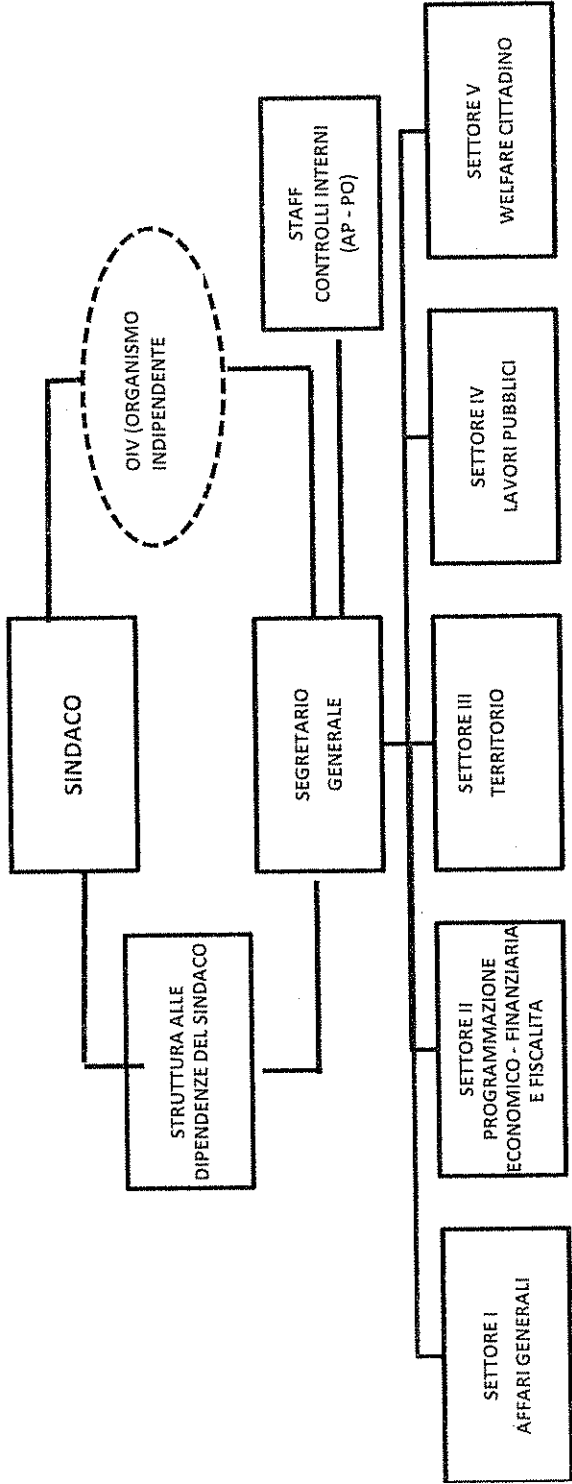 SINDACO
OIV (ORGANISMO
INDIPENDENTE
STRUTTURA ALLE
DIPENDENZE DEL SINDACO
SEGRETARIO
GENERALE
STAFF
CONTROLLI INTERNI
(AP - PO)
SETTORE I
AFFARI GENERALI
SETTORE II
PROGRAMMAZIONE
ECONOMICO - FINANZIARIA
E FISCALITA
SETTORE III
TERRITORIO
SETTORE IV
LAVORI PUBBLICI
SETTORE V
WELFARE CITTADINO